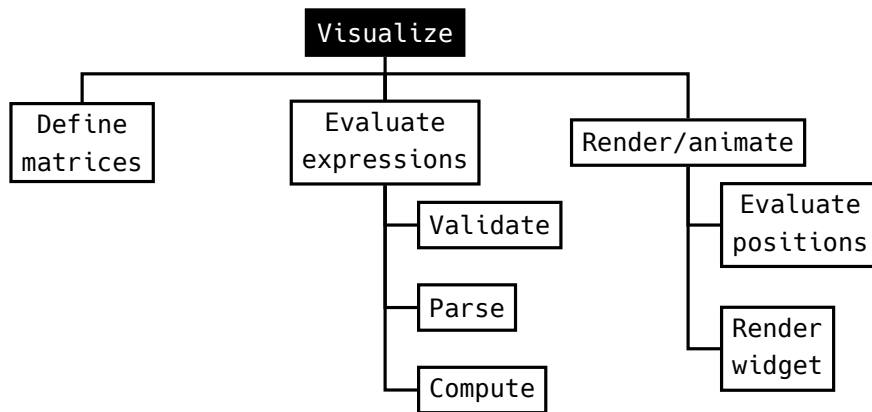 Visualize
Define
matrices
Evaluate
expressions
Render/animate
Validate
Parse
Compute
Evaluate
positions
Render
widget